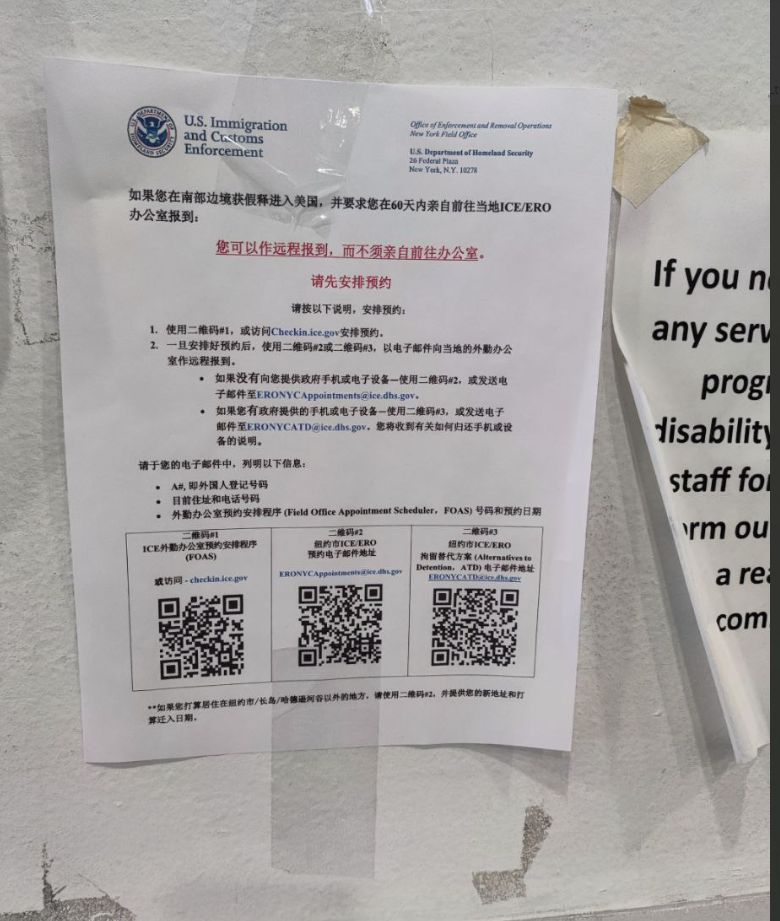 U.S. Immigration
and Customs
Enforcement
Office of Enforcement and Removal Operations
New York Field Office
U.S. Department of Homeland Security
26 Federal Plaza
New York, N.Y. 10278
如果您在南部边境获假释进入美国，并要求您在60天内亲自前往当地ICE/ERO
办公室报到：
您可以作远程报到，而不须亲自前往办公室。
请先安排预约
请按以下说明，安排预约：
1. 使用二维码#1，或访问Checkin.ice.gov安排预约。
2. 一旦安排好预约后，使用二维码#2或二维码#3，以电子邮件向当地的外勤办公
室作远程报到。
• 如果没有向您提供政府手机或电子设备—使用二维码#2，或发送电
子邮件至ERONYCAppointments@ice.dhs.gov。
• 如果您有政府提供的手机或电子设备—使用二维码#3，或发送电子
邮件至ERONYCATD@ice.dhs.gov。您将收到有关如何归还手机或设
备的说明。
请于您的电子邮件中，列明以下信息：
• A#, 即外国人登记号码
• 目前住址和电话号码
• 外勤办公室预约安排程序 (Field Office Appointment Scheduler，FOAS) 号码和预约日期
二维码#1
ICE外勤办公室预约安排程序
(FOAS)
或访问 - checkin.ice.gov
二维码#2
纽约市ICE/ERO
预约电子邮件地址
ERONYCAppointments@ice.dhs.gov
二维码#3
纽约市ICE/ERO
拘留替代方案 (Alternatives to
Detention，ATD) 电子邮件地址
ERONYCATD@ice.dhs.gov
**如果您打算居住在纽约市/长岛/哈德逊河谷以外的地方，请使用二维码#2，并提供您的新地址和打
算迁入日期。
If you n
any serv
progr
disability
staff for
rm ou
a rea
com